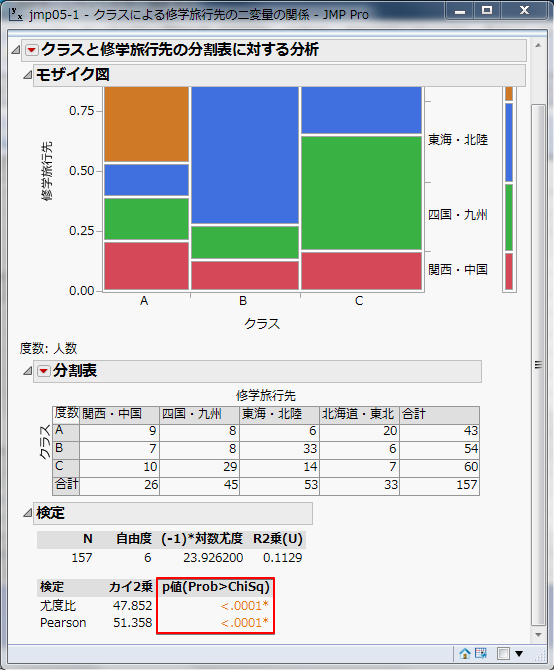 jmp05-1 - クラスによる修学旅行先の二変量の関係 - JMP Pro
クラスと修学旅行先の分割表に対する分析
モザイク図
修学旅行先
0.75
0.50
0.25
0.00
東海・北陸
四国・九州
関西・中国
A B C
クラス
度数: 人数
分割表
修学旅行先
クラス
度数 関西・中国 四国・九州 東海・北陸 北海道・東北 合計
A 9 8 6 20 43
B 7 8 33 6 54
C 10 29 14 7 60
合計 26 45 53 33 157
検定
N 自由度 (-1)*対数尤度 R2乗(U)
157 6 23.926200 0.1129
検定 カイ2乗 p値(Prob>ChiSq)
尤度比 47.852 <.0001*
Pearson 51.358 <.0001*